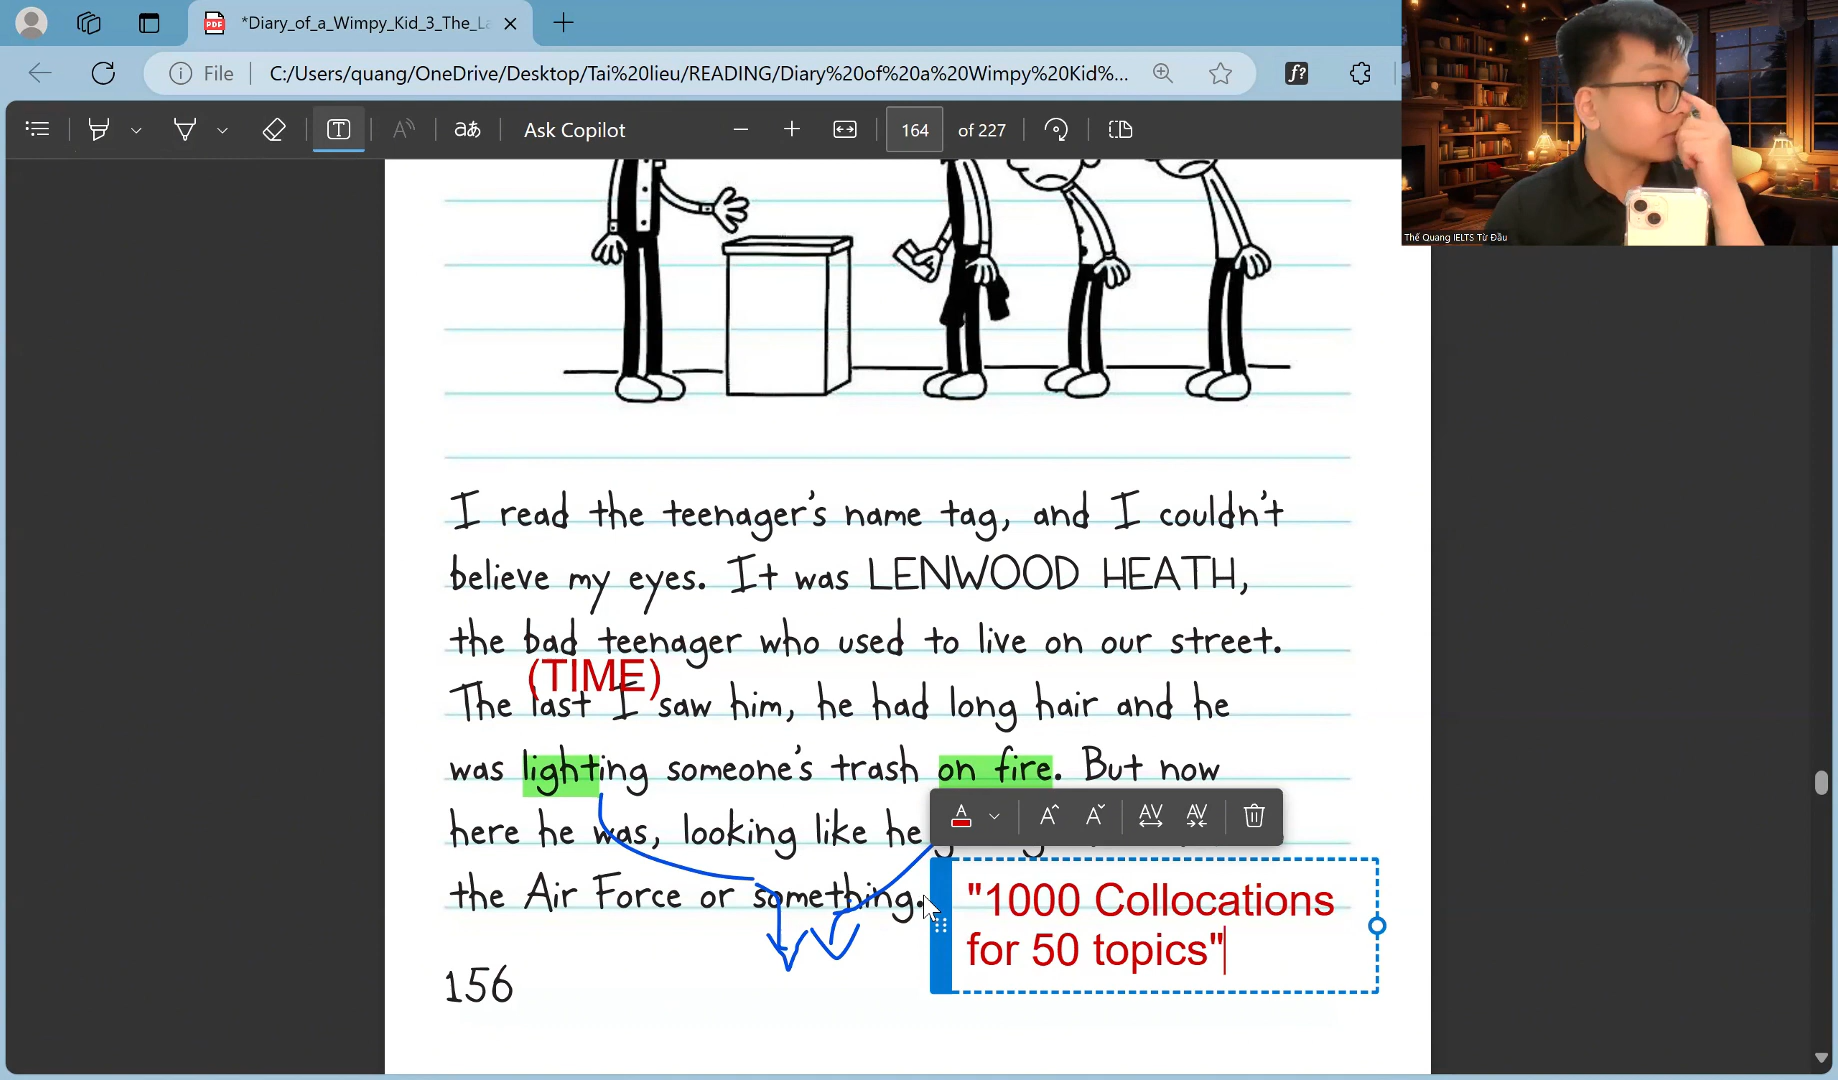 *Diary_of_a_Wimpy_Kid_3_The_La
File
C:/Users/quang/OneDrive/Desktop/Tai%20lieu/READING/Diary%20of%20a%20Wimpy%20Kid%...
Ask Copilot
164 of 227
Thế Quang IELTS Từ Đầu
I read the teenager's name tag, and I couldn't
believe my eyes. It was LENWOOD HEATH,
the bad teenager who used to live on our street.
(TIME)
The last I saw him, he had long hair and he
was lighting someone's trash on fire. But now
here he was, looking like he
the Air Force or something.
"1000 Collocations
for 50 topics"
156